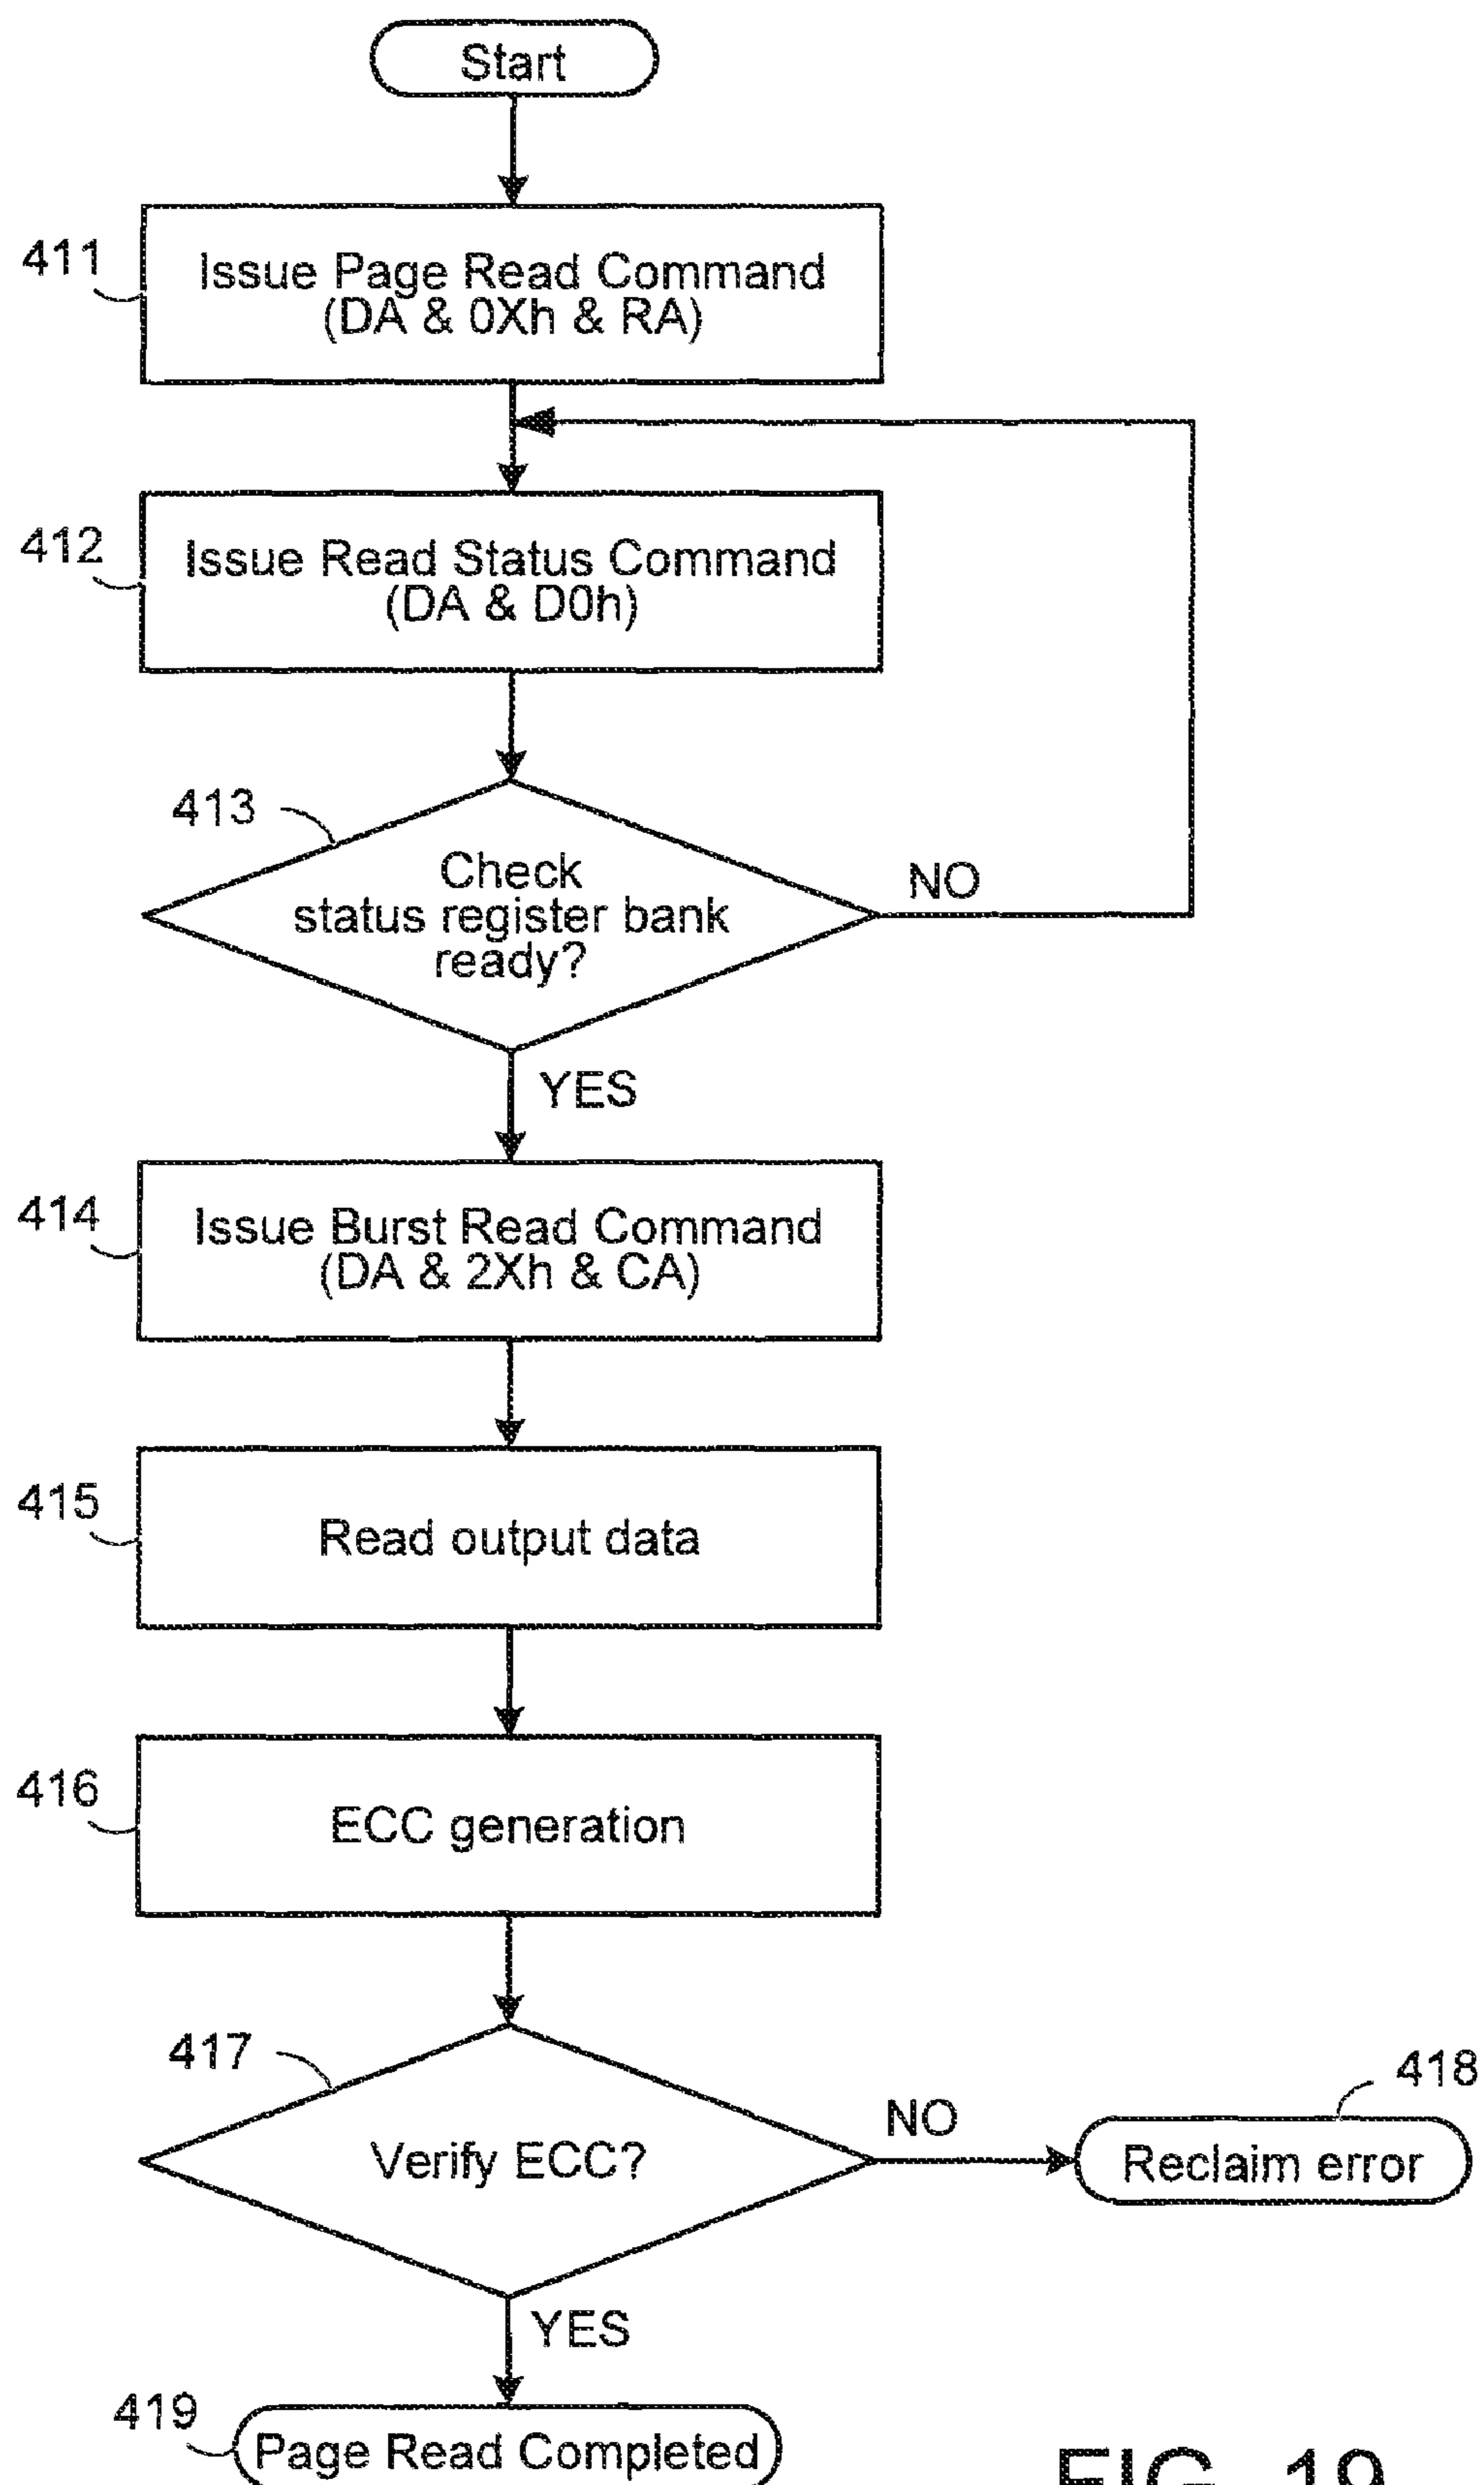 Start
411
Issue Page Read Command
(DA & 0Xh & RA)
412
Issue Read Status Command
(DA & D0h)
413
Check
status register bank
ready?
NO
YES
414
Issue Burst Read Command
(DA & 2Xh & CA)
415
Read output data
416
ECC generation
417
Verify ECC?
NO
418
Reclaim error
YES
419
Page Read Completed
FIG. 19